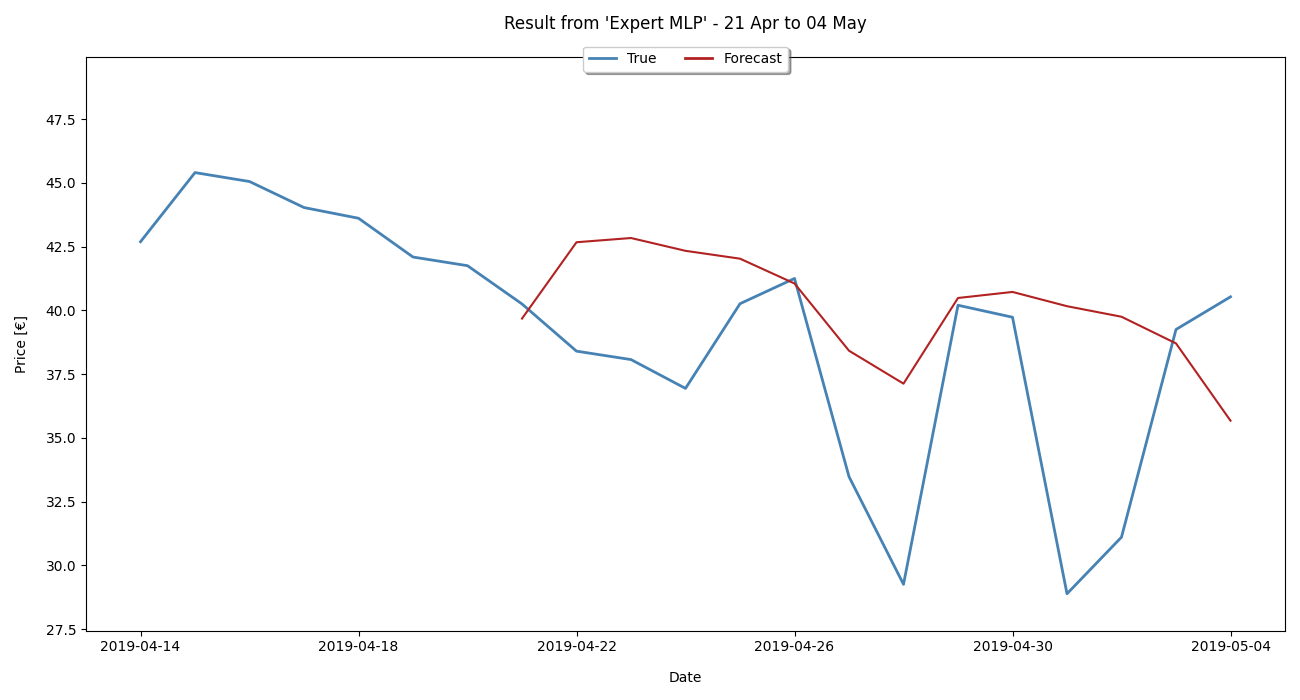 Result from 'Expert MLP' - 21 Apr to 04 May
True Forecast
47.5
45.0
42.5
40.0
37.5
35.0
32.5
30.0
27.5
Price [€]
2019-04-14 2019-04-18 2019-04-22 2019-04-26 2019-04-30 2019-05-04
Date